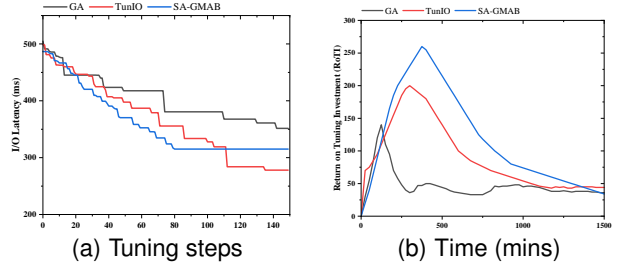 GA TunIO SA-GMAB
I/O Latency (ms)
500
400
300
200
0 20 40 60 80 100 120 140
(a) Tuning steps
GA TunIO SA-GMAB
Return on Tuning Investment (RoTI)
300
250
200
150
100
50
0
0 500 1000 1500
(b) Time (mins)